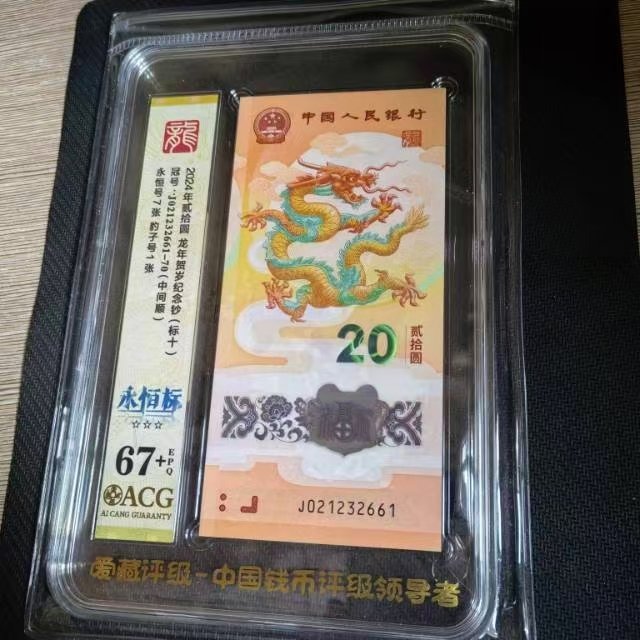 龍
2024年贰拾圆 龙年贺岁纪念钞（标十）
冠号:J021232661-70（中间顺）
永恒号7张 豹子号1张
永恒标
67+
EPQ
ACG
AI CANG GUARANTY
中国人民银行
20
贰拾圆
J021232661
爱藏评级-中国钱币评级领导者